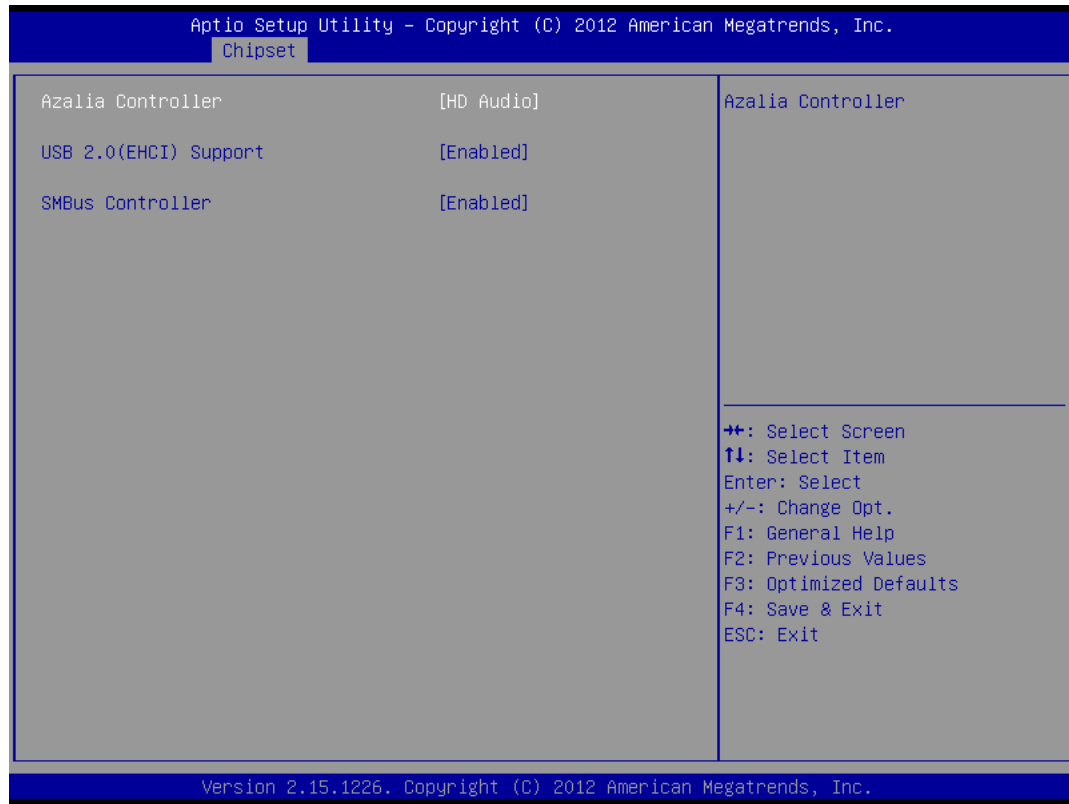 Aptio Setup Utility – Copyright (C) 2012 American Megatrends, Inc.
Chipset
Azalia Controller [HD Audio]
USB 2.0(EHCI) Support [Enabled]
SMBus Controller [Enabled]
Azalia Controller
→←: Select Screen
↑↓: Select Item
Enter: Select
+/-: Change Opt.
F1: General Help
F2: Previous Values
F3: Optimized Defaults
F4: Save & Exit
ESC: Exit
Version 2.15.1226. Copyright (C) 2012 American Megatrends, Inc.